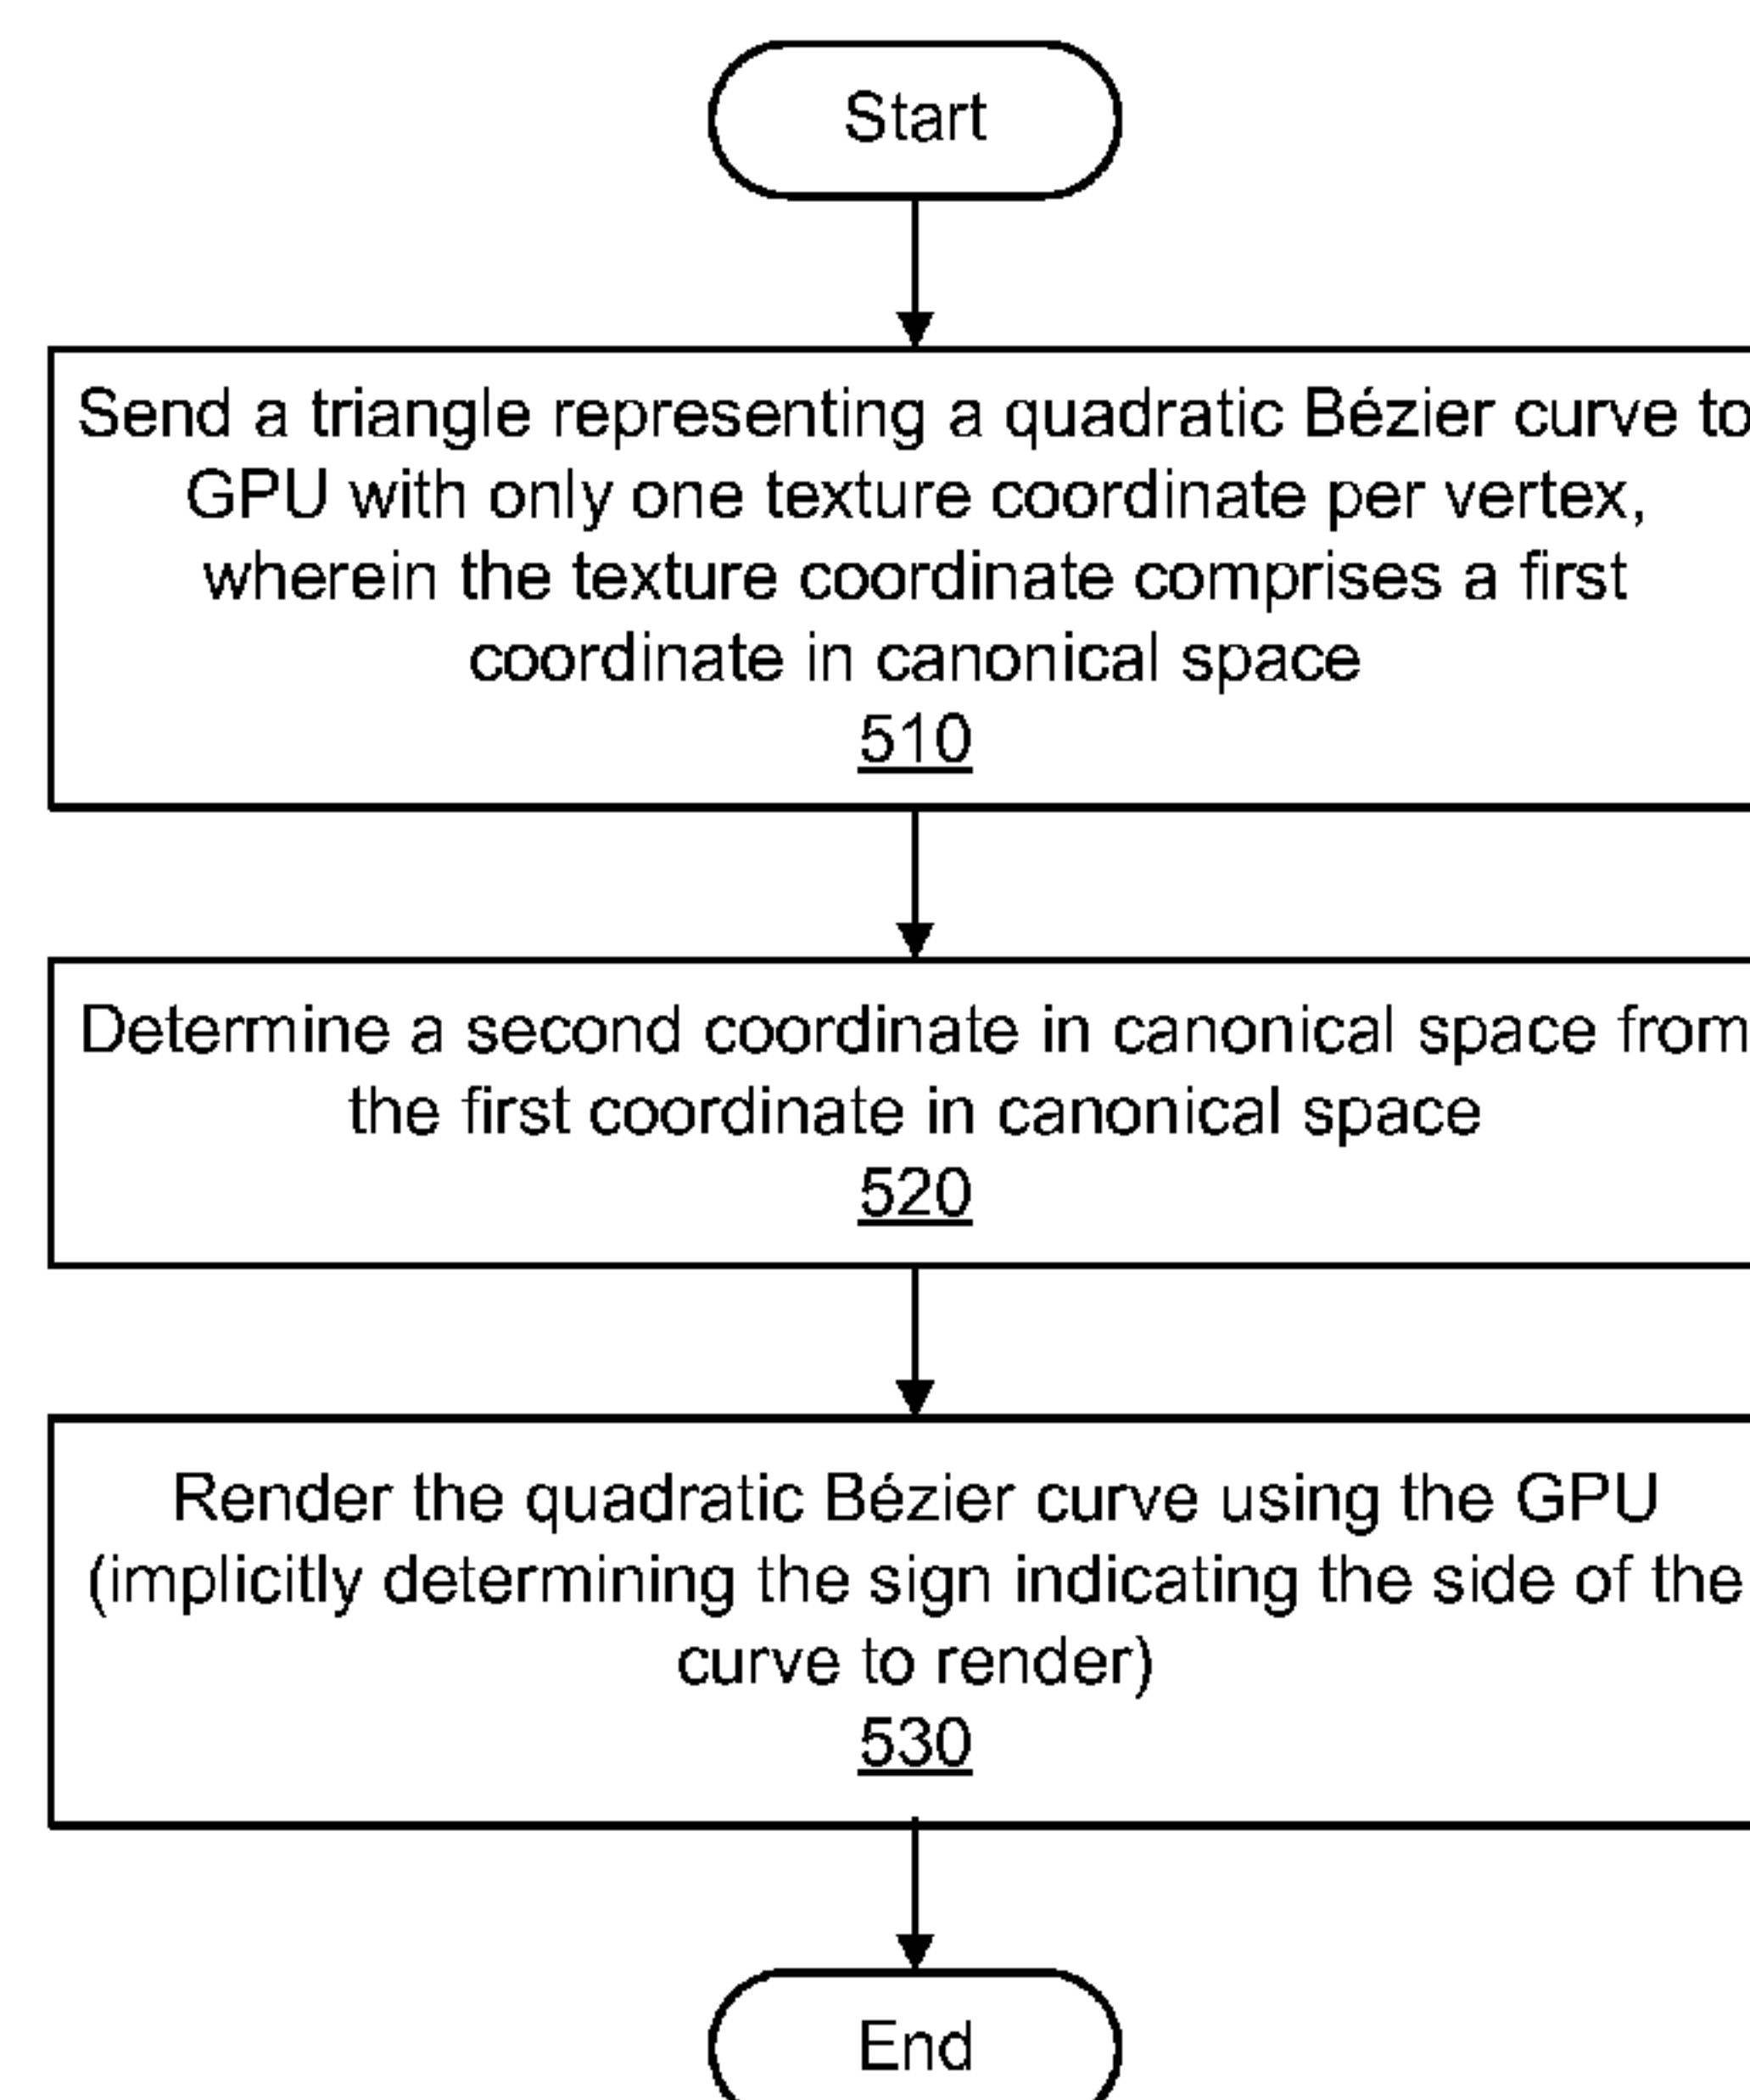 Start
Send a triangle representing a quadratic Bézier curve to
GPU with only one texture coordinate per vertex,
wherein the texture coordinate comprises a first
coordinate in canonical space
510
Determine a second coordinate in canonical space from
the first coordinate in canonical space
520
Render the quadratic Bézier curve using the GPU
(implicitly determining the sign indicating the side of the
curve to render)
530
End